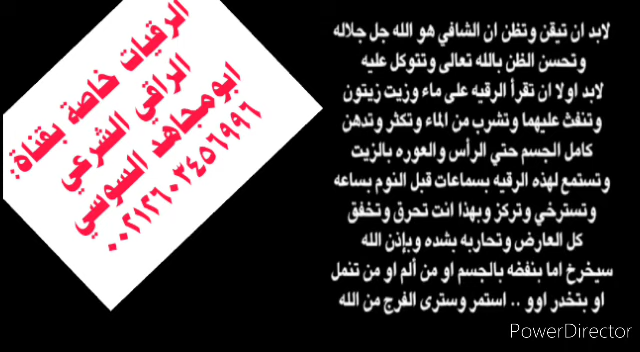 الرقيات خاصة بقناة:
الراقي الشرعي
ابومجاهد السوسي
٠٠٢١٢٦٠٣٤٥٦٩٩٦
لابد ان تيقن وتظن ان الشافي هو الله جل جلاله
وتحسن الظن بالله تعالى وتتوكل عليه
لابد اولا ان تقرأ الرقيه على ماء وزيت زيتون
وتنفث عليهما وتشرب من الماء وتكثر وتدهن
كامل الجسم حتي الرأس والعوره بالزيت
وتستمع لهذه الرقيه بسماعات قبل النوم بساعه
وتسترخي وتركز وبهذا انت تحرق وتخفق
كل العارض وتحاربه بشده وبإذن الله
سيخرخ اما بنفضه بالجسم او من ألم او من تنمل
او بتخدر اوو .. استمر وسترى الفرج من الله
PowerDirector